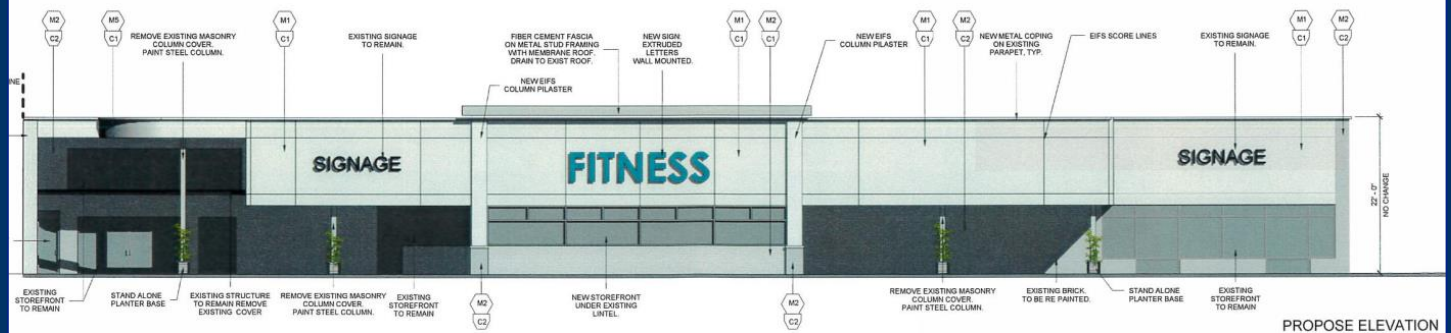 M2
C2
REMOVE EXISTING MASONRY
COLUMN COVER.
PAINT STEEL COLUMN.
M5
C1
M1
C1
EXISTING SIGNAGE
TO REMAIN.
FIBER CEMENT FASCIA
ON METAL STUD FRAMING
WITH MEMBRANE ROOF.
DRAIN TO EXIST ROOF.
NEW EIFS
COLUMN PILASTER
NEW SIGN:
EXTRUDED
LETTERS
WALL MOUNTED.
M1
C1
M2
C1
NEW EIFS
COLUMN PILASTER
M1
C1
M2
C2
NEW METAL COPING
ON EXISTING
PARAPET, TYP.
EIFS SCORE LINES
EXISTING SIGNAGE
TO REMAIN.
M1
C1
M2
C2
NE
SIGNAGE
FITNESS
SIGNAGE
22'-0"
NO CHANGE
EXISTING
STOREFRONT
TO REMAIN
STAND ALONE
PLANTER BASE
EXISTING STRUCTURE
TO REMAIN REMOVE
EXISTING COVER
REMOVE EXISTING MASONRY
COLUMN COVER.
PAINT STEEL COLUMN.
EXISTING
STOREFRONT
TO REMAIN
M2
C2
NEW STOREFRONT
UNDER EXISTING
LINTEL.
M2
C2
REMOVE EXISTING MASONRY
COLUMN COVER.
PAINT STEEL COLUMN.
EXISTING BRICK.
TO BE RE PAINTED.
STAND ALONE
PLANTER BASE
EXISTING
STOREFRONT
TO REMAIN
PROPOSE ELEVATION